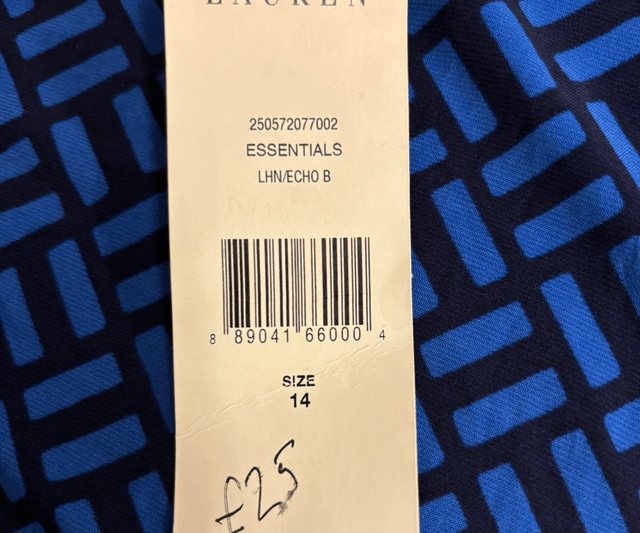 LAUREN
250572077002
ESSENTIALS
LHN/ECHO B
8 89041 66000 4
SIZE
14
£25